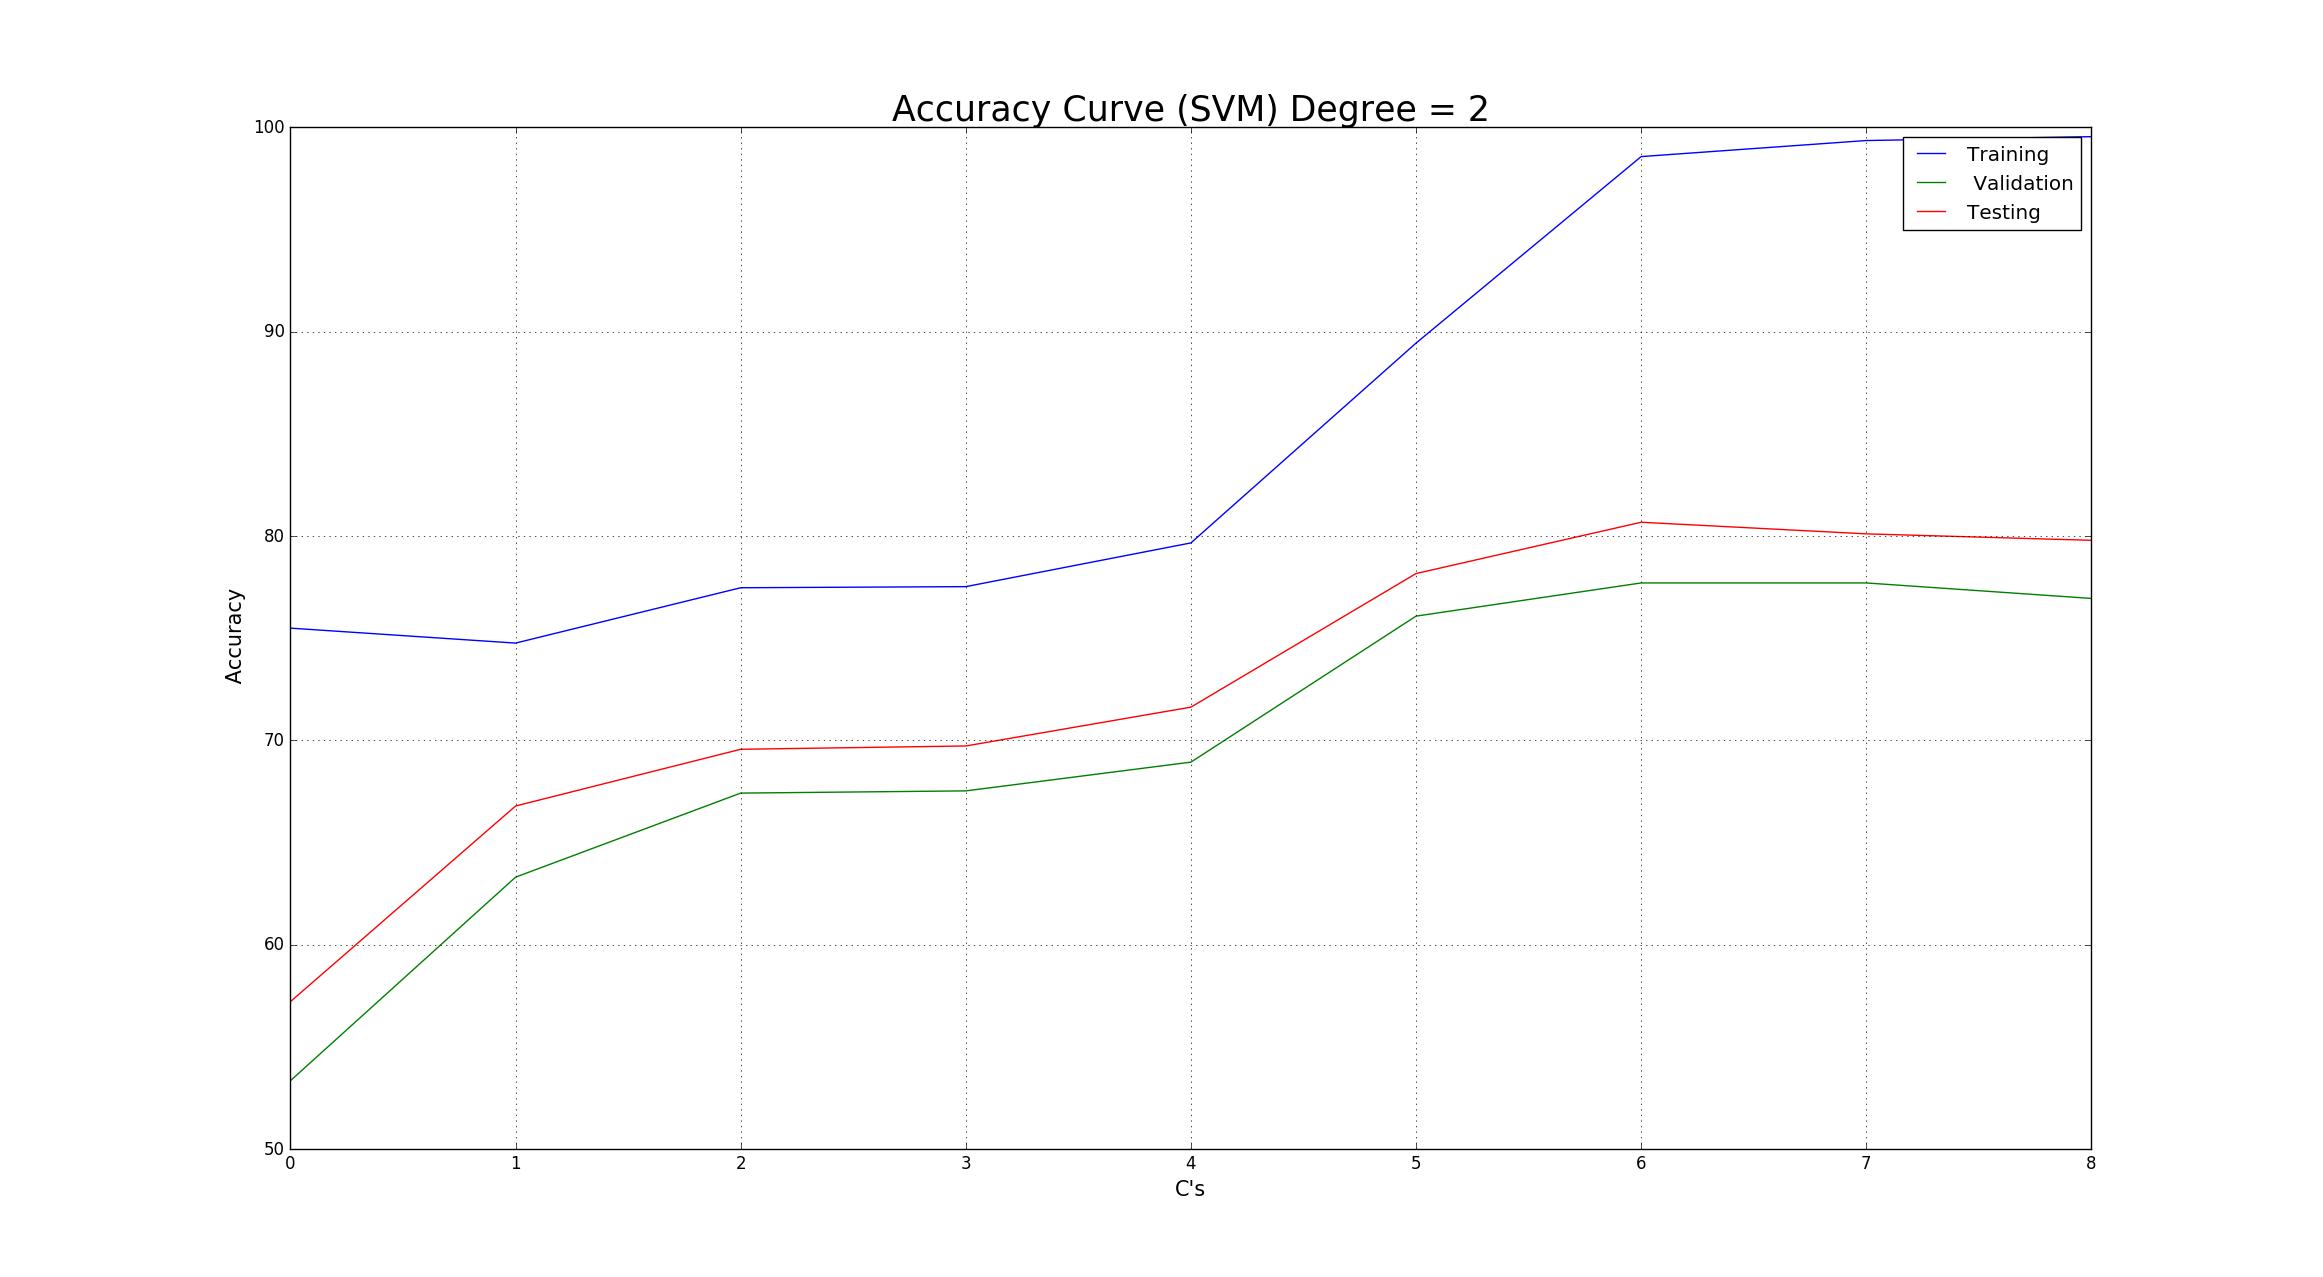 Accuracy Curve (SVM) Degree = 2
100
90
80
70
60
50
Accuracy
Training
Validation
Testing
0 1 2 3 4 5 6 7 8
C's